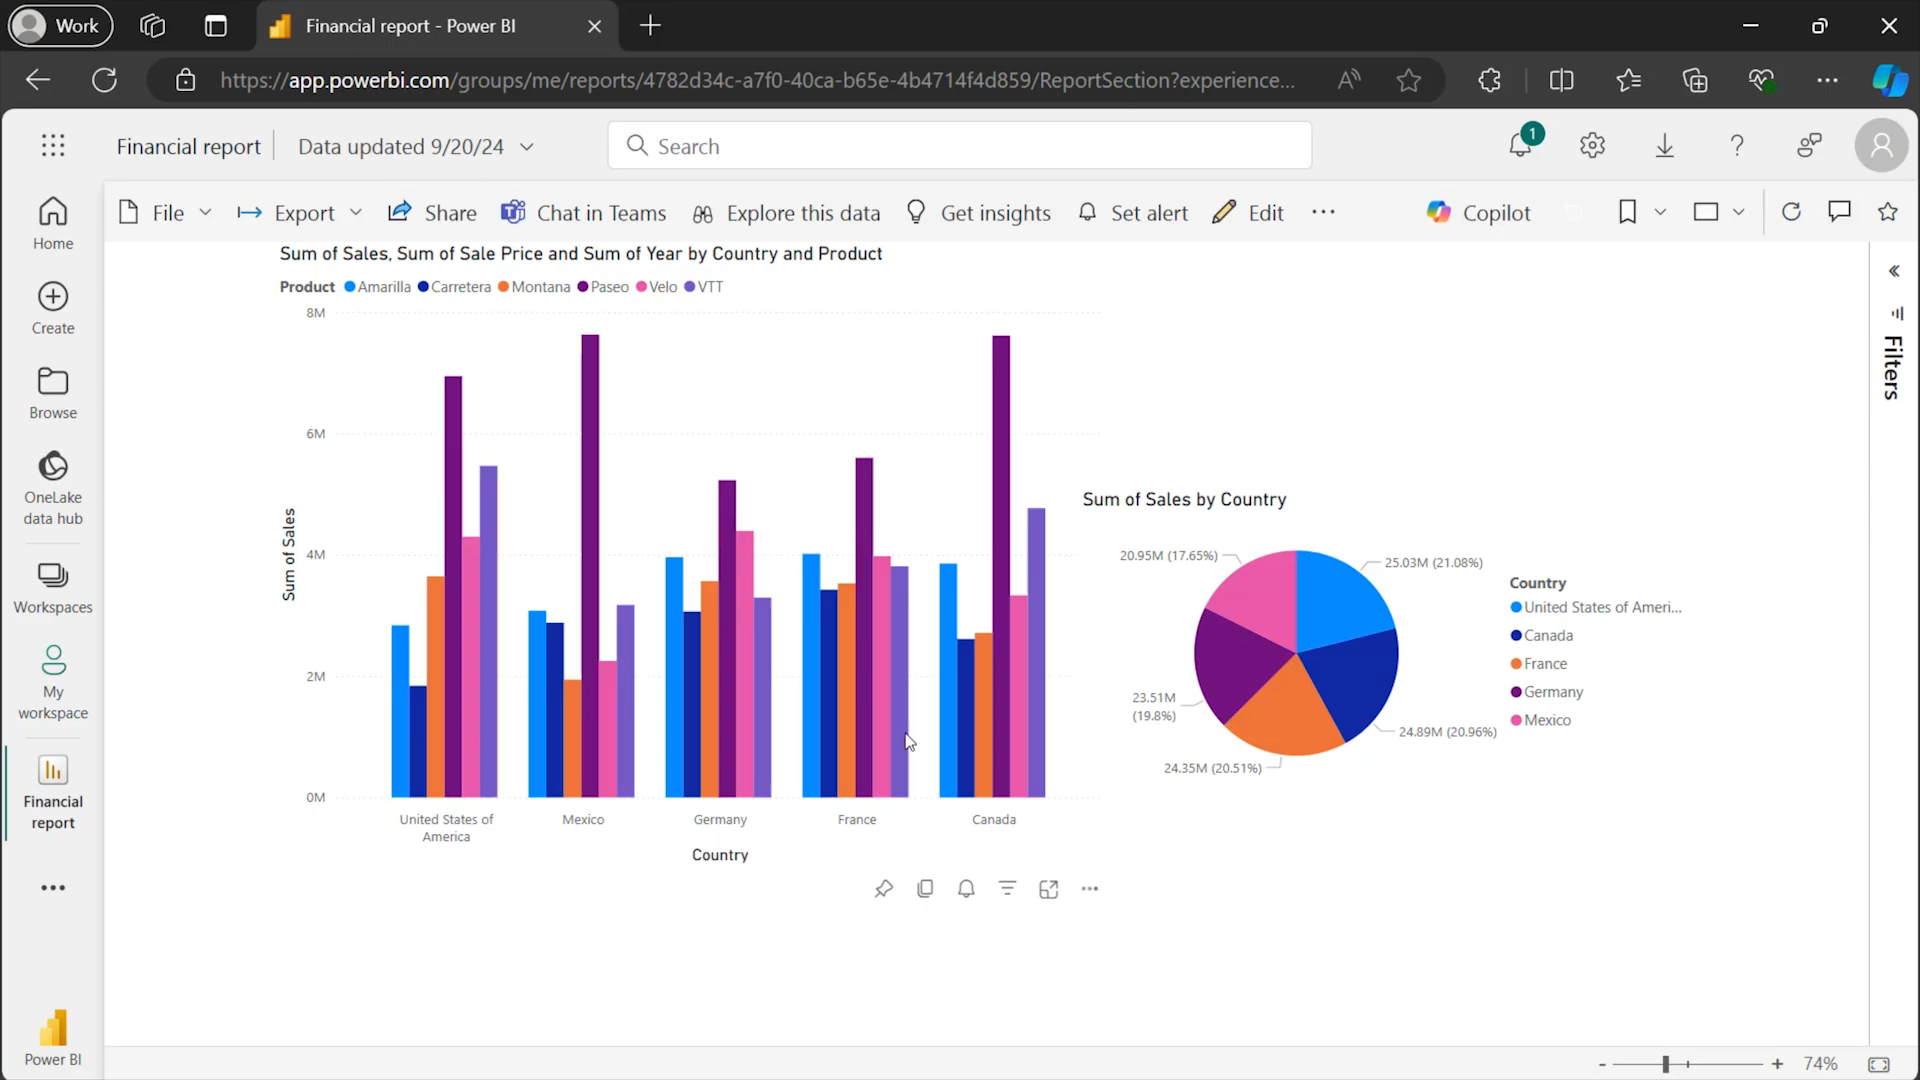 Work
Financial report - Power BI
https://app.powerbi.com/groups/me/reports/4782d34c-a7f0-40ca-b65e-4b4714f4d859/ReportSection?experience...
Financial report
Data updated 9/20/24
Search
1
File
Export
Share
Chat in Teams
Explore this data
Get insights
Set alert
Edit
Copilot
Home
Create
Browse
OneLake
data hub
Workspaces
My
workspace
Financial
report
Power BI
Sum of Sales, Sum of Sale Price and Sum of Year by Country and Product
Product Amarilla Carretera Montana Paseo Velo VTT
8M
6M
4M
2M
0M
Sum of Sales
United States of
America
Mexico
Germany
France
Canada
Country
Sum of Sales by Country
20.95M (17.65%)
25.03M (21.08%)
23.51M
(19.8%)
24.89M (20.96%)
24.35M (20.51%)
Country
United States of Ameri...
Canada
France
Germany
Mexico
Filters
74%